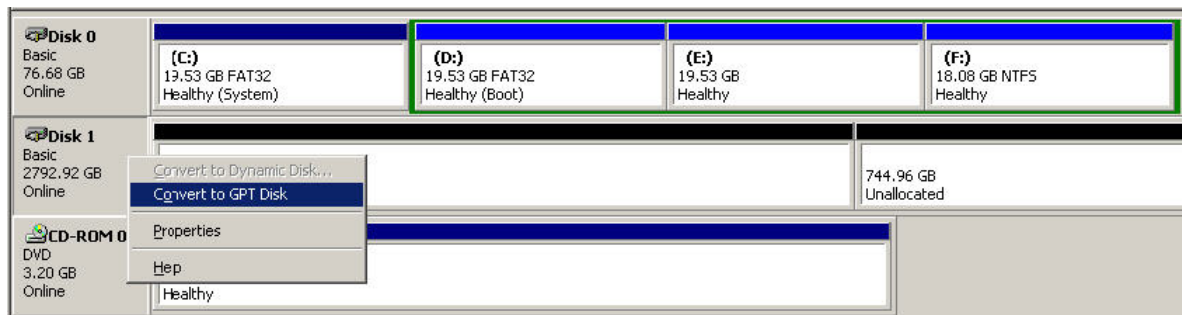 Disk 0
Basic
76.68 GB
Online
(C:)
19.53 GB FAT32
Healthy (System)
(D:)
19.53 GB FAT32
Healthy (Boot)
(E:)
19.53 GB
Healthy
(F:)
18.08 GB NTFS
Healthy
Disk 1
Basic
2792.92 GB
Online
744.96 GB
Unallocated
Convert to Dynamic Disk...
Convert to GPT Disk
Properties
Help
CD-ROM 0
DVD
3.20 GB
Online
Healthy